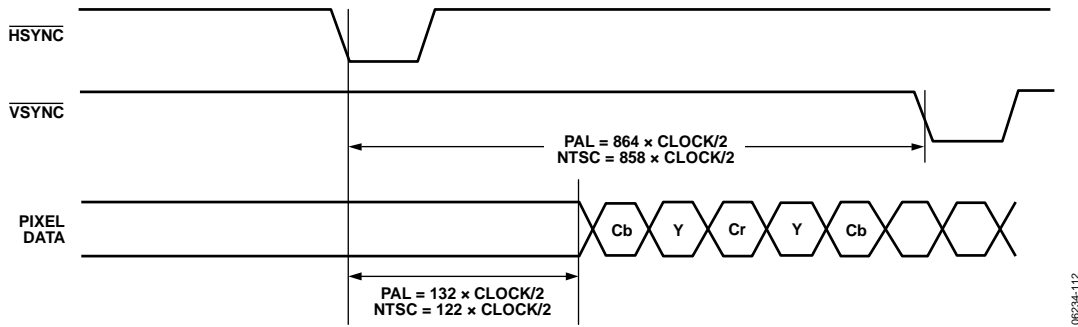 HSYNC
VSYNC
PAL = 864 × CLOCK/2
NTSC = 858 × CLOCK/2
PIXEL
DATA
Cb Y Cr Y Cb
PAL = 132 × CLOCK/2
NTSC = 122 × CLOCK/2
06234-112